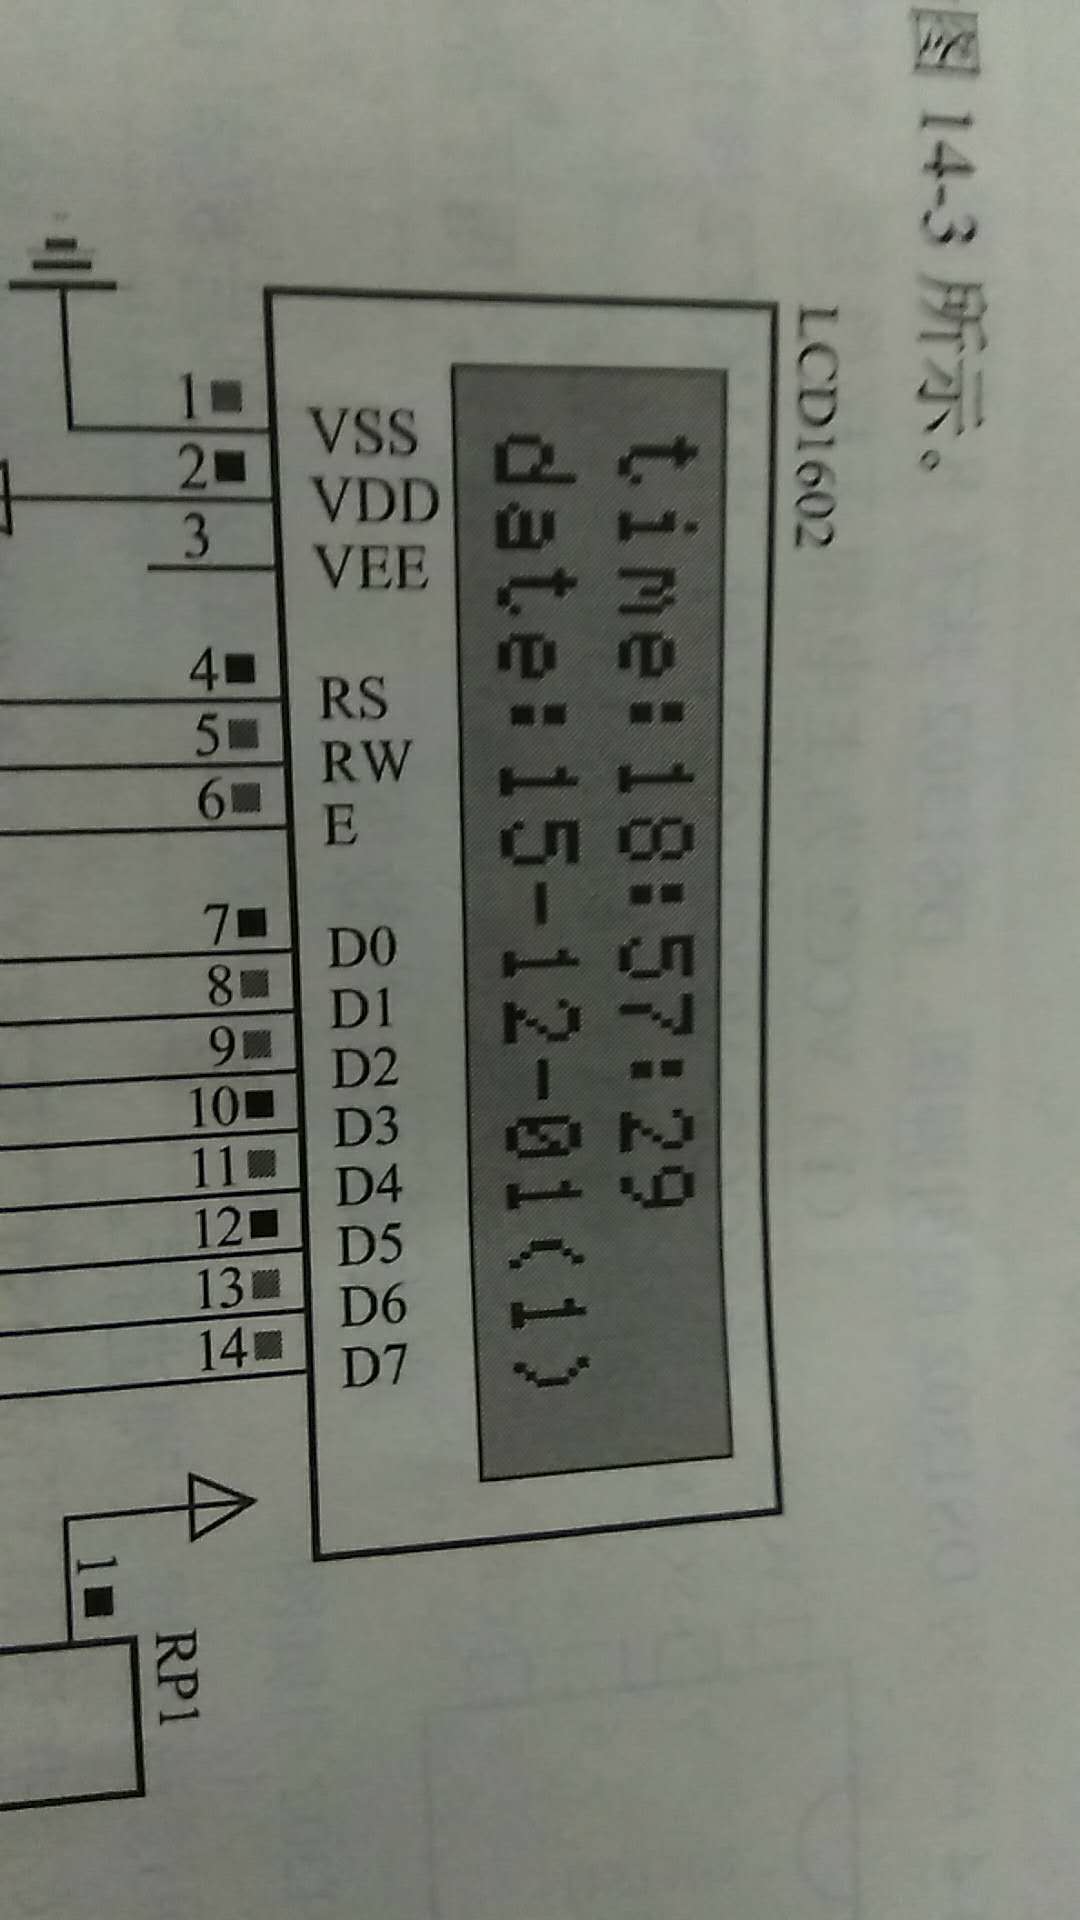 图 14-3 所示。
LCD1602
time:18:57:29
date:15-12-01(1)
VSS
VDD
VEE
RS
RW
E
D0
D1
D2
D3
D4
D5
D6
D7
1
2
3
4
5
6
7
8
9
10
11
12
13
14
RP1
1